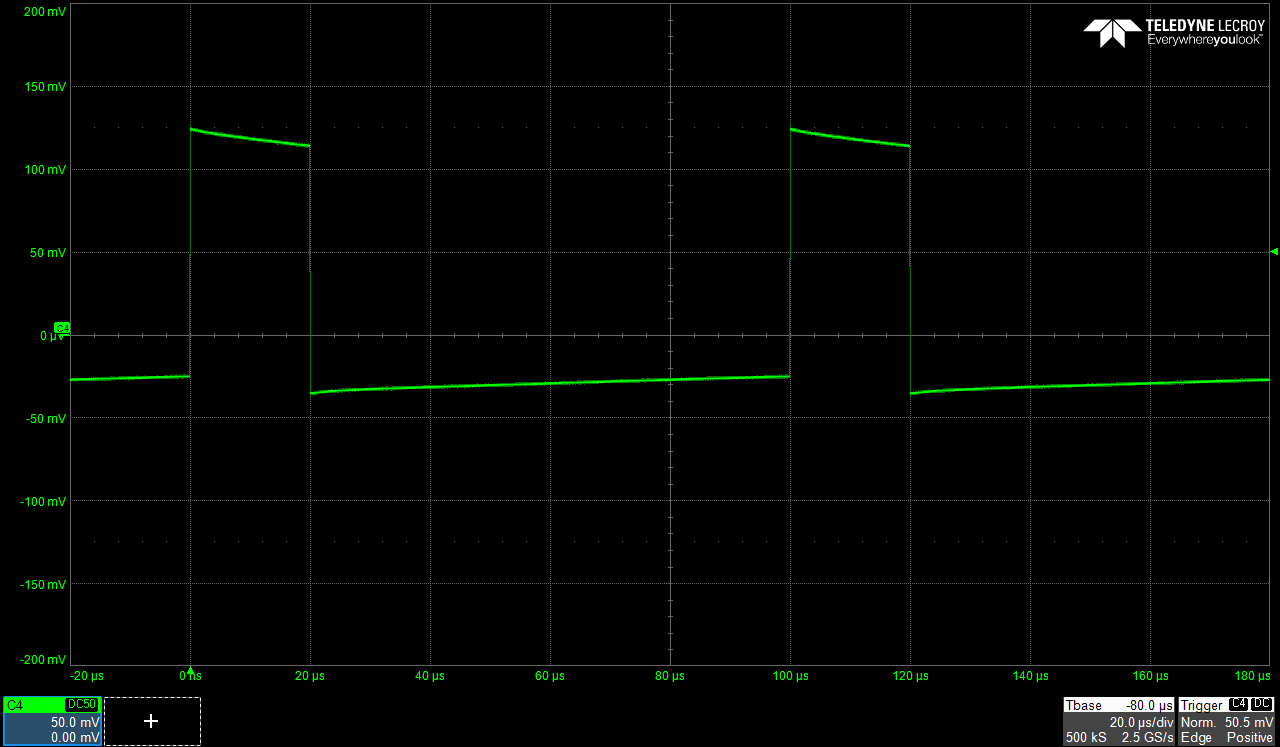 200 mV
TELEDYNE LECROY
Everywhereyoulook™
150 mV
100 mV
50 mV
C4
0 µV
-50 mV
-100 mV
-150 mV
-200 mV
-20 µs 0 ns 20 µs 40 µs 60 µs 80 µs 100 µs 120 µs 140 µs 160 µs 180 µs
C4 DC50
50.0 mV
0.00 mV
+
Tbase -80.0 µs
20.0 µs/div
500 kS 2.5 GS/s
Trigger C4 DC
Norm. 50.5 mV
Edge Positive